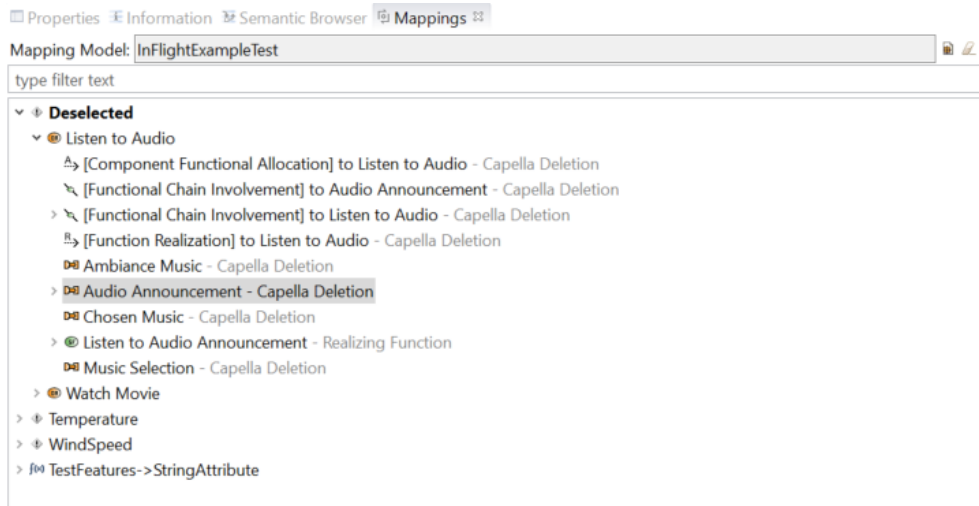 Properties Information Semantic Browser Mappings
Mapping Model: InFlightExampleTest
type filter text
Deselected
Listen to Audio
[Component Functional Allocation] to Listen to Audio - Capella Deletion
[Functional Chain Involvement] to Audio Announcement - Capella Deletion
[Functional Chain Involvement] to Listen to Audio - Capella Deletion
[Function Realization] to Listen to Audio - Capella Deletion
Ambiance Music - Capella Deletion
Audio Announcement - Capella Deletion
Chosen Music - Capella Deletion
Listen to Audio Announcement - Realizing Function
Music Selection - Capella Deletion
Watch Movie
Temperature
WindSpeed
TestFeatures->StringAttribute